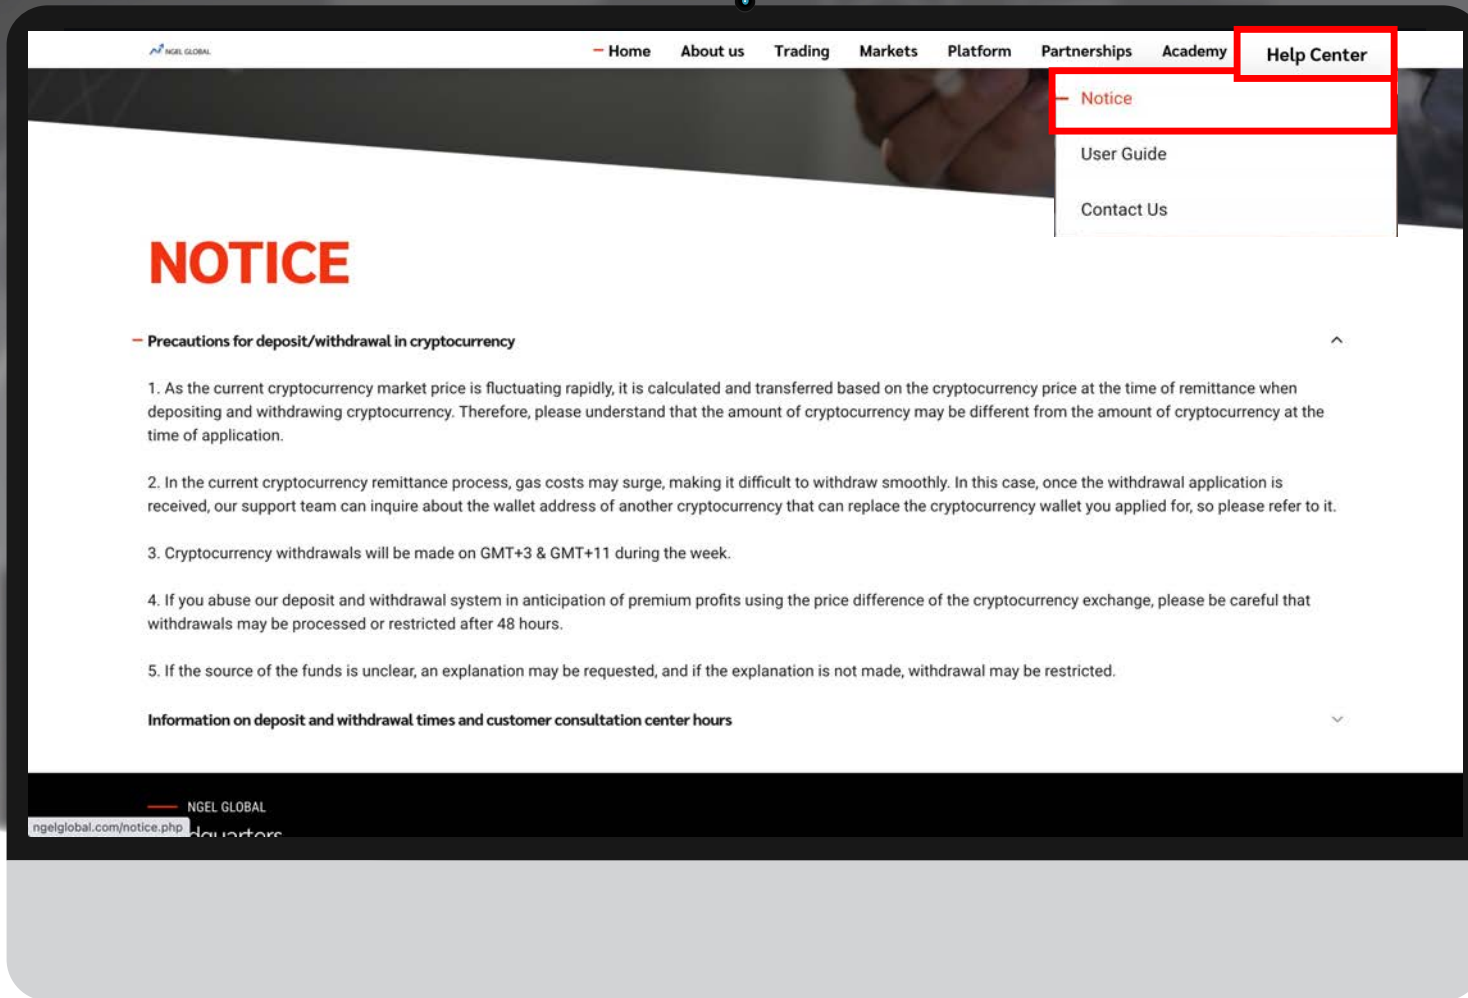 NGEL GLOBAL
Home About us Trading Markets Platform Partnerships Academy Help Center
Notice
User Guide
Contact Us
NOTICE
Precautions for deposit/withdrawal in cryptocurrency
1. As the current cryptocurrency market price is fluctuating rapidly, it is calculated and transferred based on the cryptocurrency price at the time of remittance when
depositing and withdrawing cryptocurrency. Therefore, please understand that the amount of cryptocurrency may be different from the amount of cryptocurrency at the
time of application.
2. In the current cryptocurrency remittance process, gas costs may surge, making it difficult to withdraw smoothly. In this case, once the withdrawal application is
received, our support team can inquire about the wallet address of another cryptocurrency that can replace the cryptocurrency wallet you applied for, so please refer to it.
3. Cryptocurrency withdrawals will be made on GMT+3 & GMT+11 during the week.
4. If you abuse our deposit and withdrawal system in anticipation of premium profits using the price difference of the cryptocurrency exchange, please be careful that
withdrawals may be processed or restricted after 48 hours.
5. If the source of the funds is unclear, an explanation may be requested, and if the explanation is not made, withdrawal may be restricted.
Information on deposit and withdrawal times and customer consultation center hours
NGEL GLOBAL
ngelglobal.com/notice.php